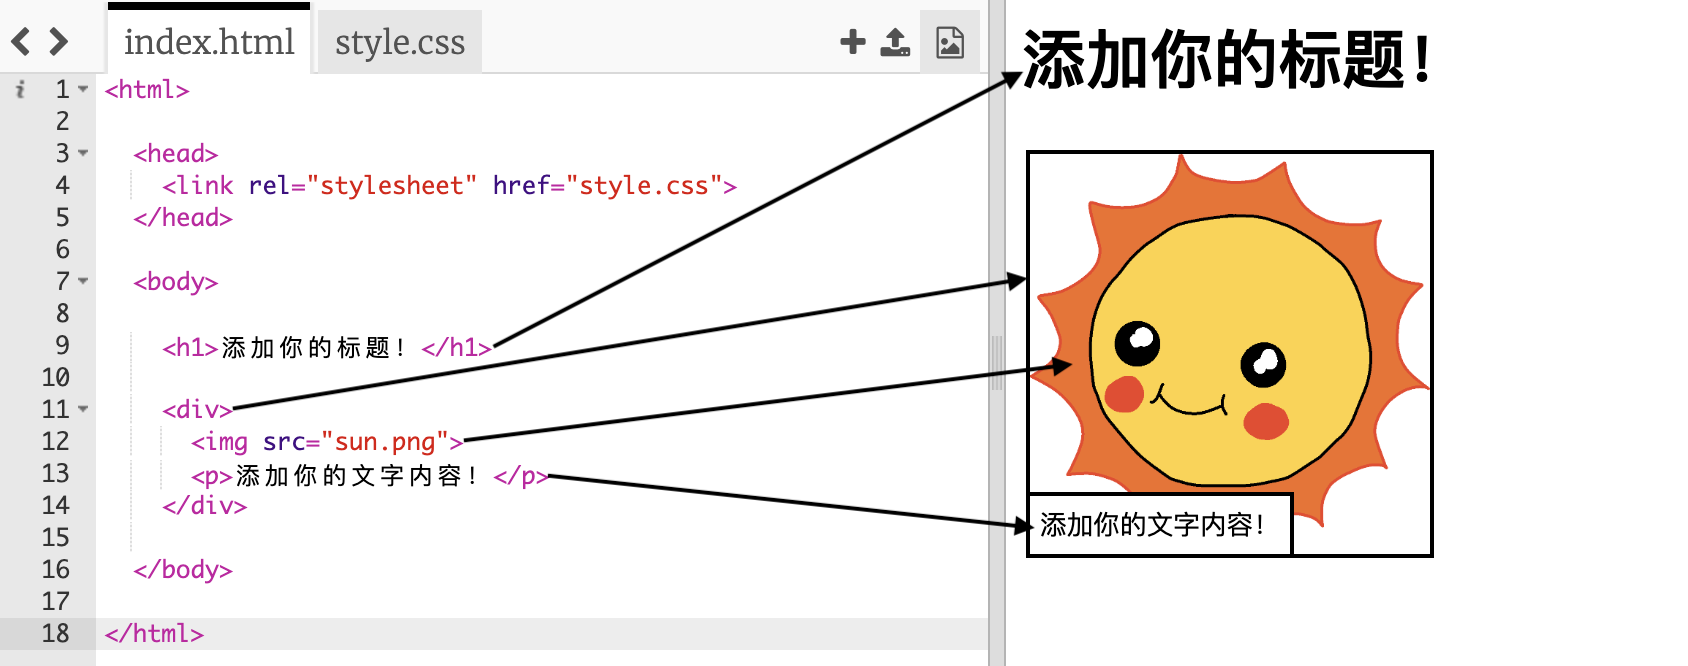 index.html style.css
1 <html>
2
3 <head>
4 <link rel="stylesheet" href="style.css">
5 </head>
6
7 <body>
8
9 <h1>添加你的标题！</h1>
10
11 <div>
12 <img src="sun.png">
13 <p>添加你的文字内容！</p>
14 </div>
15
16 </body>
17
18 </html>
添加你的标题！
添加你的文字内容！